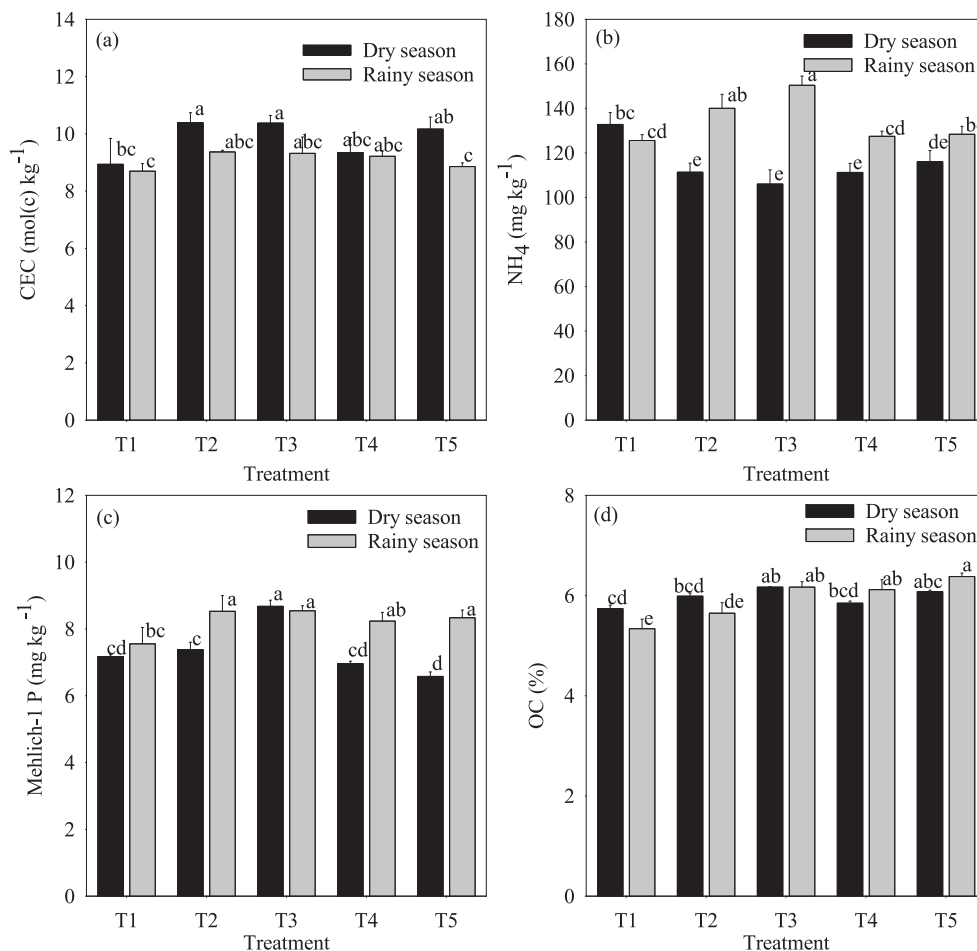 (a)
Dry season
Rainy season
CEC (mol(c) kg-1)
14
12
10
8
6
4
2
0
bc
c
a
abc
a
abc
abc
abc
ab
c
T1 T2 T3 T4 T5
Treatment
(b)
Dry season
Rainy season
NH4 (mg kg-1)
180
160
140
120
100
80
60
40
20
0
bc
cd
e
ab
e
a
e
cd
de
b
T1 T2 T3 T4 T5
Treatment
(c)
Dry season
Rainy season
Mehlich-1 P (mg kg-1)
12
10
8
6
4
2
0
cd
bc
c
a
a
a
cd
ab
d
a
T1 T2 T3 T4 T5
Treatment
(d)
Dry season
Rainy season
OC (%)
8
6
4
2
0
cd
e
bcd
de
ab
ab
bcd
ab
abc
a
T1 T2 T3 T4 T5
Treatment